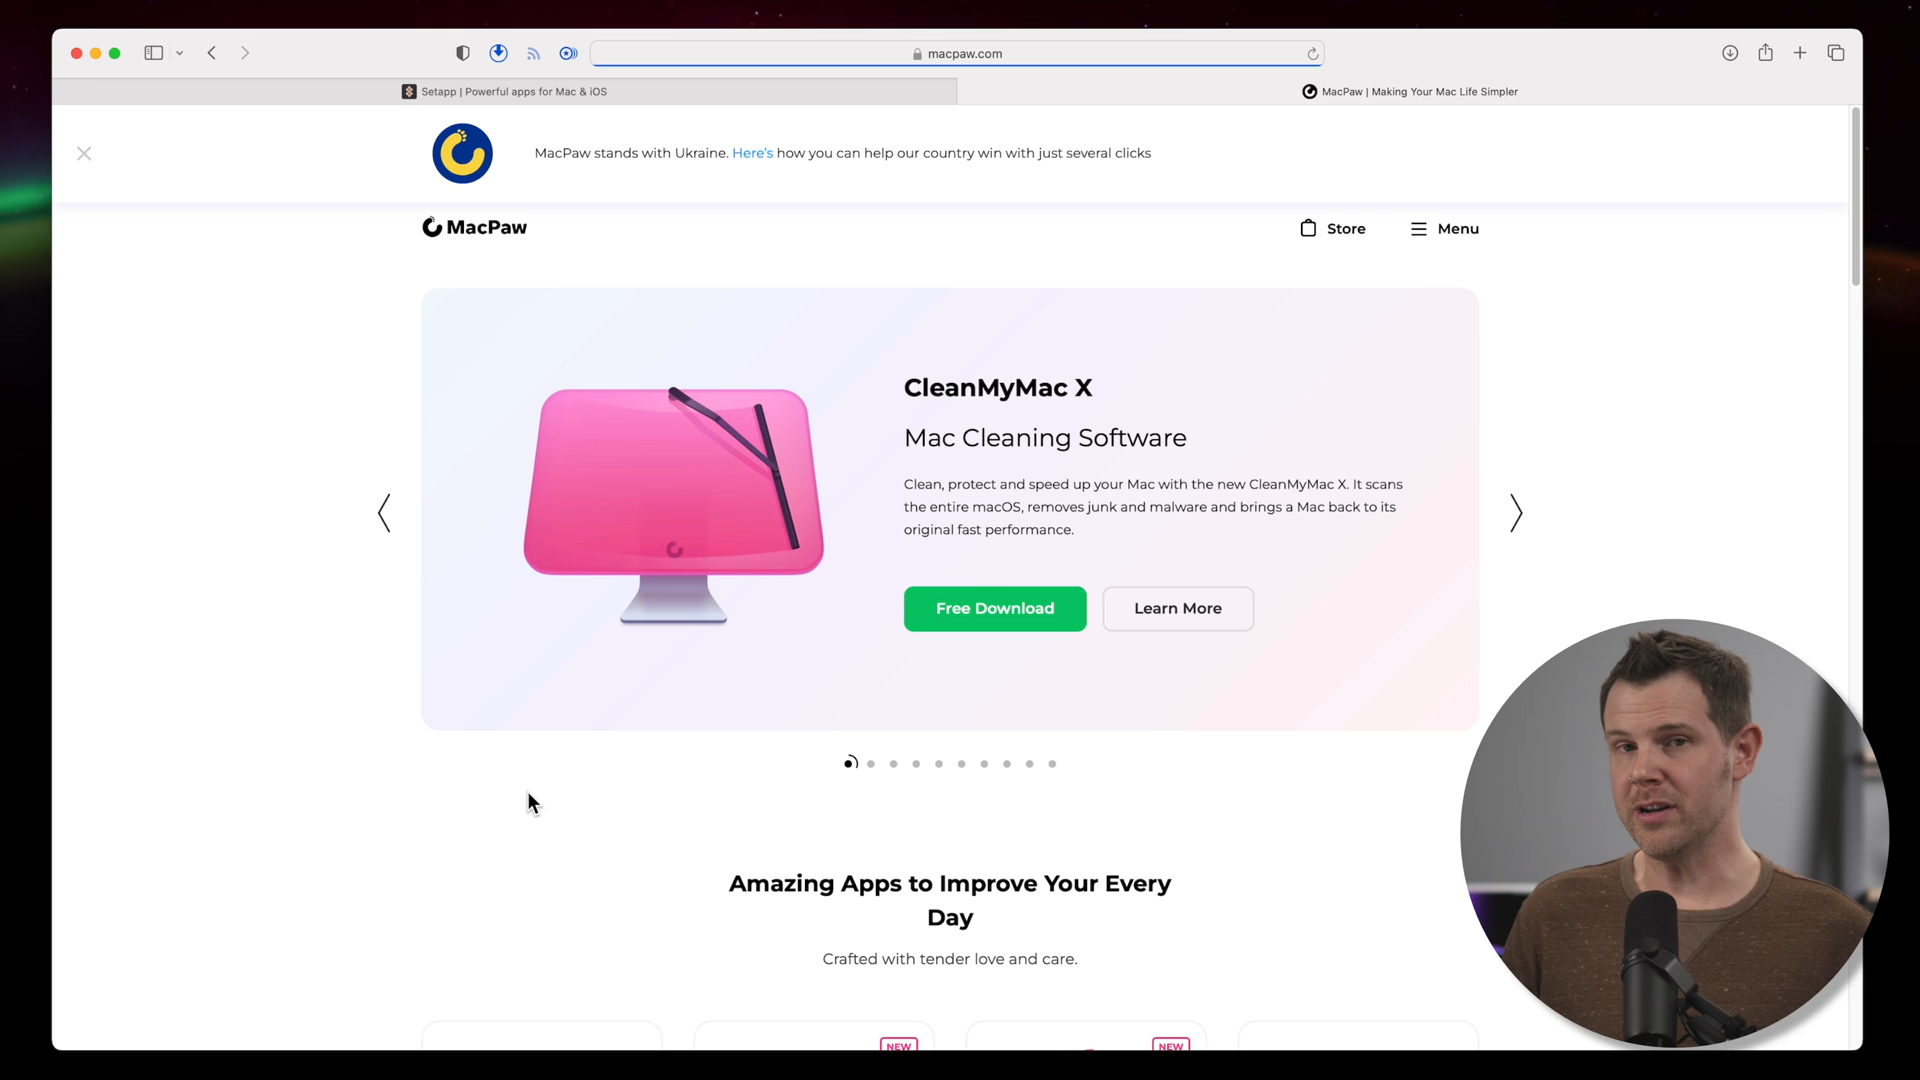 macpaw.com
Setapp | Powerful apps for Mac & iOS
MacPaw | Making Your Mac Life Simpler
MacPaw stands with Ukraine. Here's how you can help our country win with just several clicks
MacPaw
Store
Menu
CleanMyMac X
Mac Cleaning Software
Clean, protect and speed up your Mac with the new CleanMyMac X. It scans
the entire macOS, removes junk and malware and brings a Mac back to its
original fast performance.
Free Download
Learn More
Amazing Apps to Improve Your Every
Day
Crafted with tender love and care.
NEW
NEW